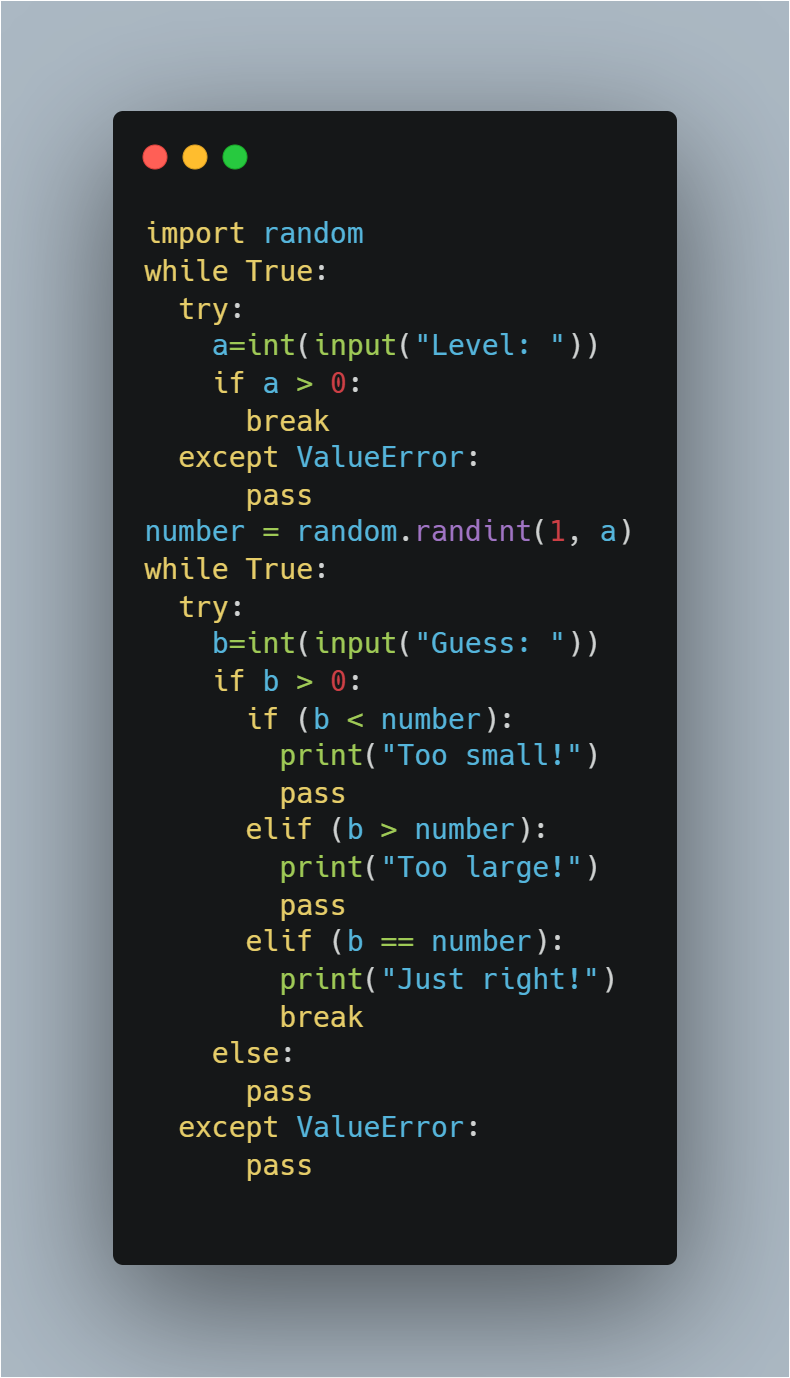 import random
while True:
  try:
    a=int(input("Level: "))
    if a > 0:
      break
  except ValueError:
      pass
number = random.randint(1, a)
while True:
  try:
    b=int(input("Guess: "))
    if b > 0:
      if (b < number):
        print("Too small!")
        pass
      elif (b > number):
        print("Too large!")
        pass
      elif (b == number):
        print("Just right!")
        break
    else:
      pass
  except ValueError:
      pass